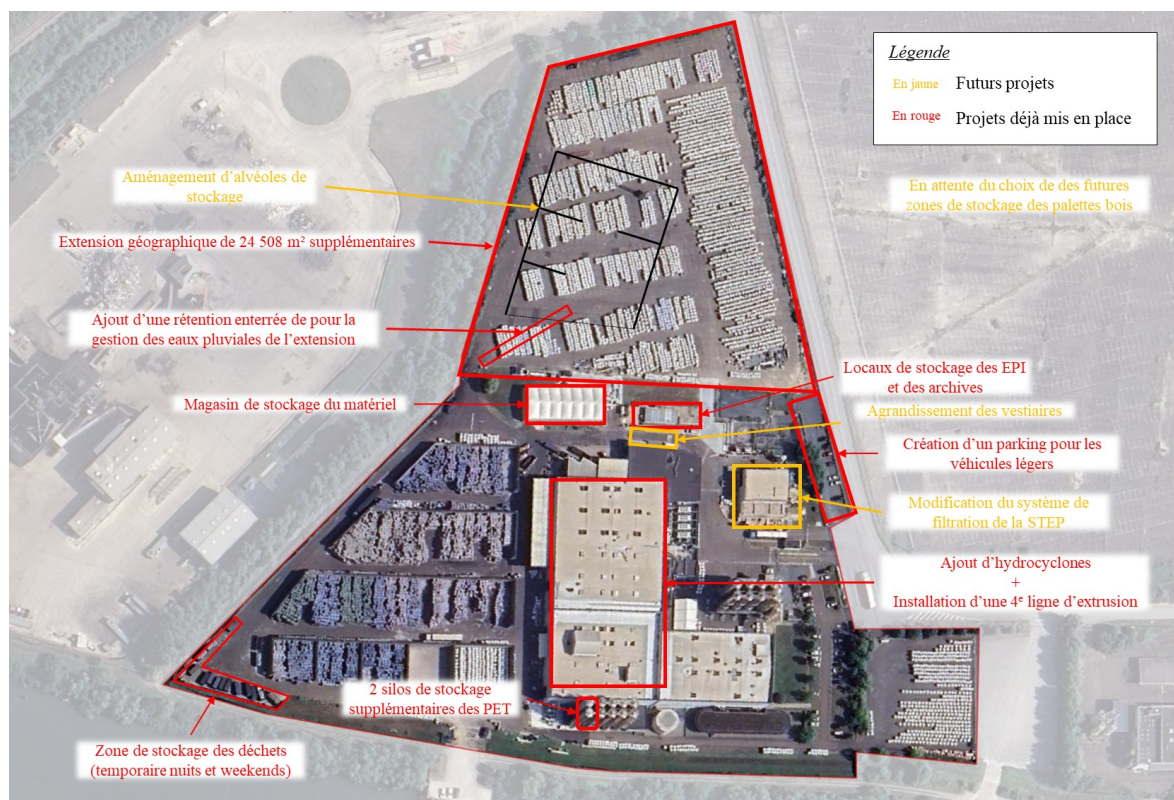 Légende
En jaune Futurs projets
En rouge Projets déjà mis en place
Aménagement d'alvéoles de
stockage
En attente du choix de des futures
zones de stockage des palettes bois
Extension géographique de 24 508 m² supplémentaires
Ajout d'une rétention enterrée de pour la
gestion des eaux pluviales de l'extension
Locaux de stockage des EPI
et des archives
Magasin de stockage du matériel
Agrandissement des vestiaires
Création d'un parking pour les
véhicules légers
Modification du système de
filtration de la STEP
Ajout d'hydrocyclones
+
Installation d'une 4e ligne d'extrusion
2 silos de stockage
supplémentaires des PET
Zone de stockage des déchets
(temporaire nuits et weekends)